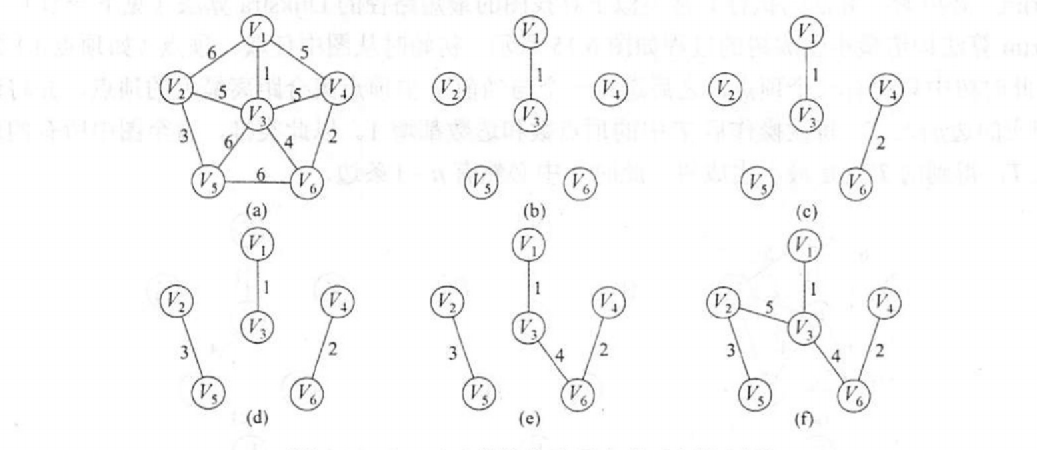 V₁ V₁ V₁
6 5 1 1
V₂ 5 V₄ V₂ V₄ V₂ V₄
V₃ V₃ V₃
3 6 4 2 2
V₅ 6 V₆ V₅ V₆ V₅ V₆
(a) (b) (c)
V₁ V₁ V₁
1 1 1
V₂ V₄ V₂ V₄ V₂ 5 V₄
V₃ V₃ V₃
3 2 3 4 2 3 4 2
V₅ V₆ V₅ V₆ V₅ V₆
(d) (e) (f)